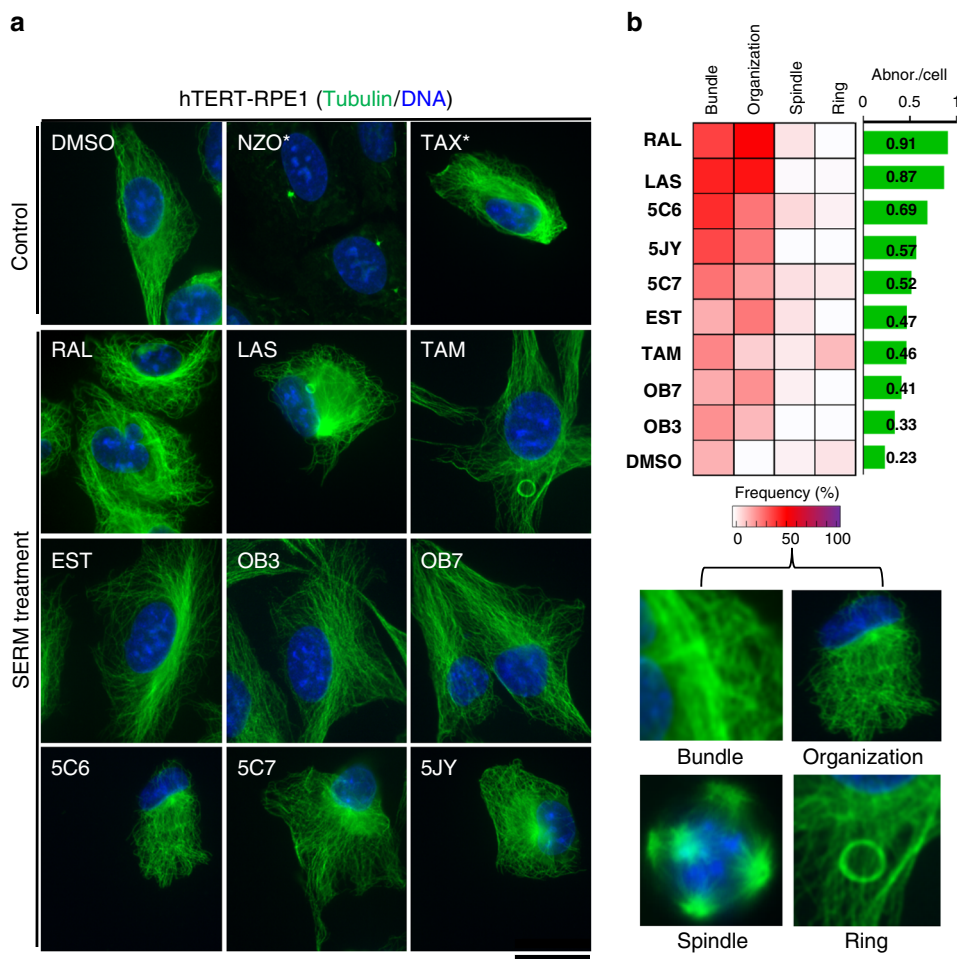 a
hTERT-RPE1 (Tubulin/DNA)
Control
DMSO
NZO*
TAX*
SERM treatment
RAL
LAS
TAM
EST
OB3
OB7
5C6
5C7
5JY
b
Bundle
Organization
Spindle
Ring
Abnor./cell
0 0.5 1
RAL 0.91
LAS 0.87
5C6 0.69
5JY 0.57
5C7 0.52
EST 0.47
TAM 0.46
OB7 0.41
OB3 0.33
DMSO 0.23
Frequency (%)
0 50 100
Bundle
Organization
Spindle
Ring